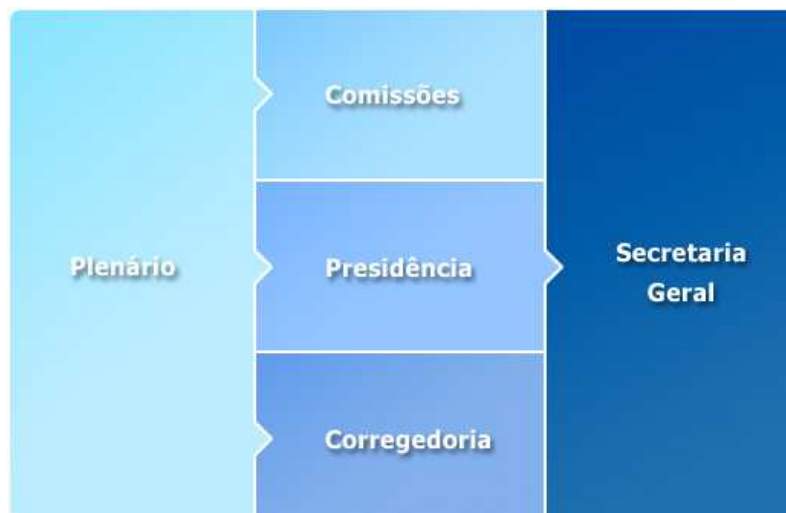 Comissões
Plenário
Presidência
Secretaria
Geral
Corregedoria